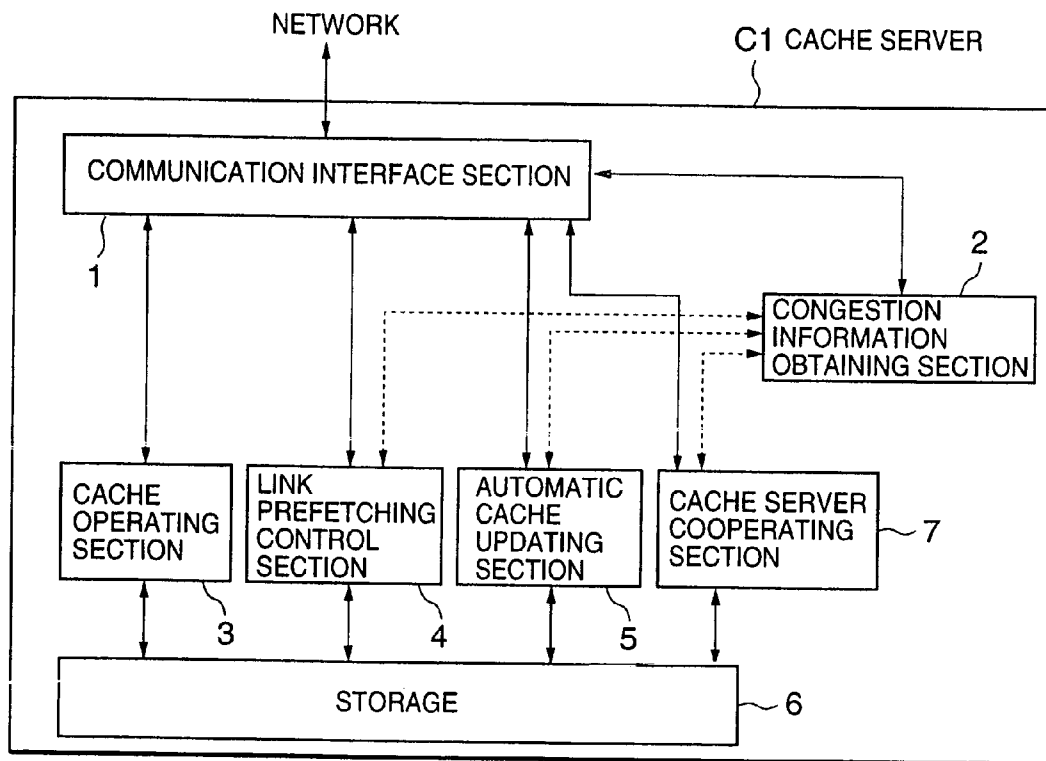 NETWORK
C1 CACHE SERVER
COMMUNICATION INTERFACE SECTION
1
2
CONGESTION
INFORMATION
OBTAINING SECTION
CACHE
OPERATING
SECTION
3
LINK
PREFETCHING
CONTROL
SECTION
4
AUTOMATIC
CACHE
UPDATING
SECTION
5
CACHE SERVER
COOPERATING
SECTION
7
STORAGE
6